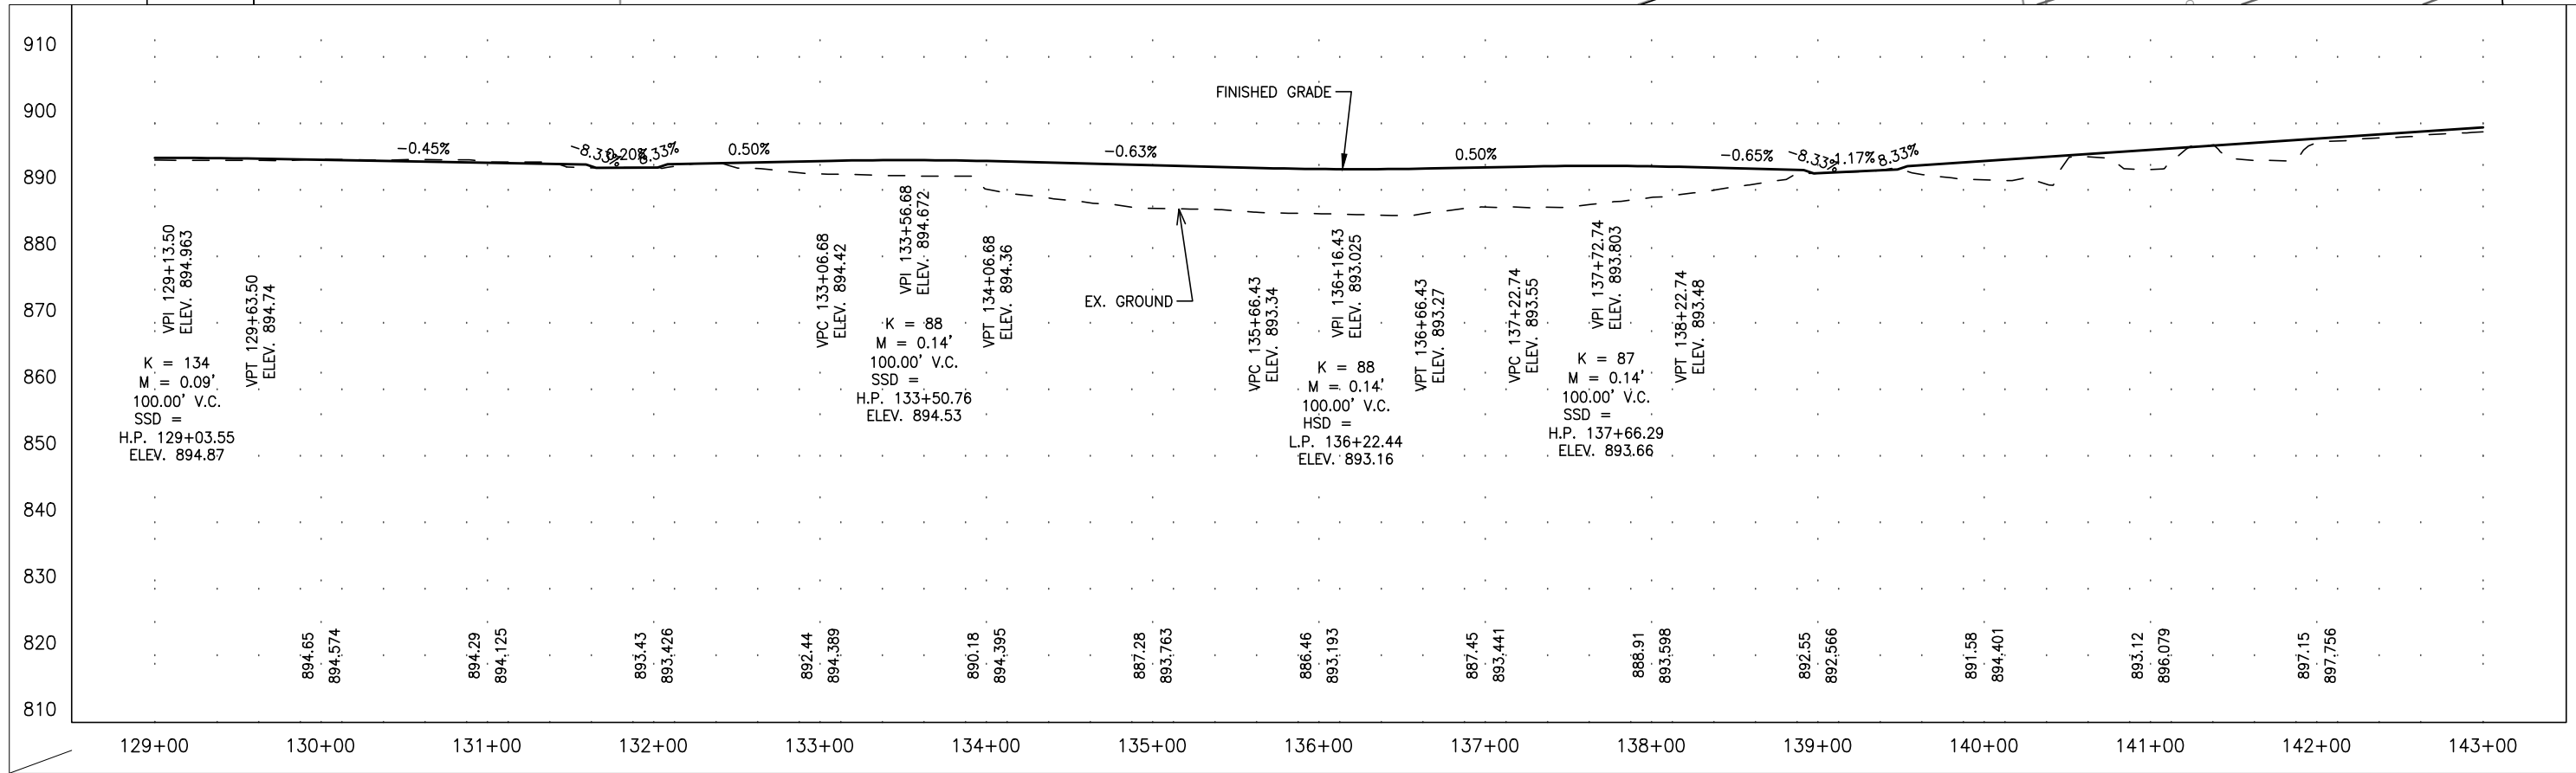 910
900
890
880
870
860
850
840
830
820
810
FINISHED GRADE
EX. GROUND
-0.45%
-8.33%
0.20%
8.33%
0.50%
-0.63%
0.50%
-0.65%
-8.33%
1.17%
8.33%
VPI 129+13.50
ELEV. 894.963
K = 134
M = 0.09'
100.00' V.C.
SSD =
H.P. 129+03.55
ELEV. 894.87
VPT 129+63.50
ELEV. 894.74
VPC 133+06.68
ELEV. 894.42
VPI 133+56.68
ELEV. 894.672
K = 88
M = 0.14'
100.00' V.C.
SSD =
H.P. 133+50.76
ELEV. 894.53
VPT 134+06.68
ELEV. 894.36
VPC 135+66.43
ELEV. 893.34
VPI 136+16.43
ELEV. 893.025
K = 88
M = 0.14'
100.00' V.C.
HSD =
L.P. 136+22.44
ELEV. 893.16
VPT 136+66.43
ELEV. 893.27
VPC 137+22.74
ELEV. 893.55
VPI 137+72.74
ELEV. 893.803
K = 87
M = 0.14'
100.00' V.C.
SSD =
H.P. 137+66.29
ELEV. 893.66
VPT 138+22.74
ELEV. 893.48
894.65
894.574
894.29
894.125
893.43
893.426
892.44
894.389
890.18
894.395
887.28
893.763
886.46
893.193
887.45
893.441
888.91
893.598
892.55
892.566
891.58
894.401
893.12
896.079
897.15
897.756
129+00
130+00
131+00
132+00
133+00
134+00
135+00
136+00
137+00
138+00
139+00
140+00
141+00
142+00
143+00